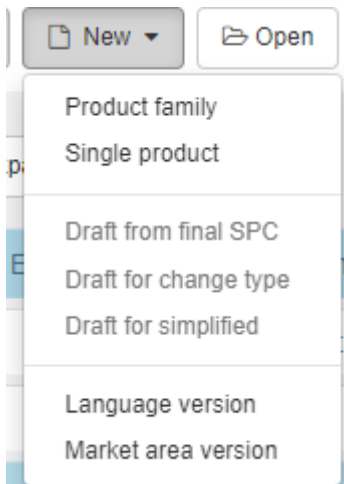 New Open
Product family
Single product
Draft from final SPC
Draft for change type
Draft for simplified
Language version
Market area version